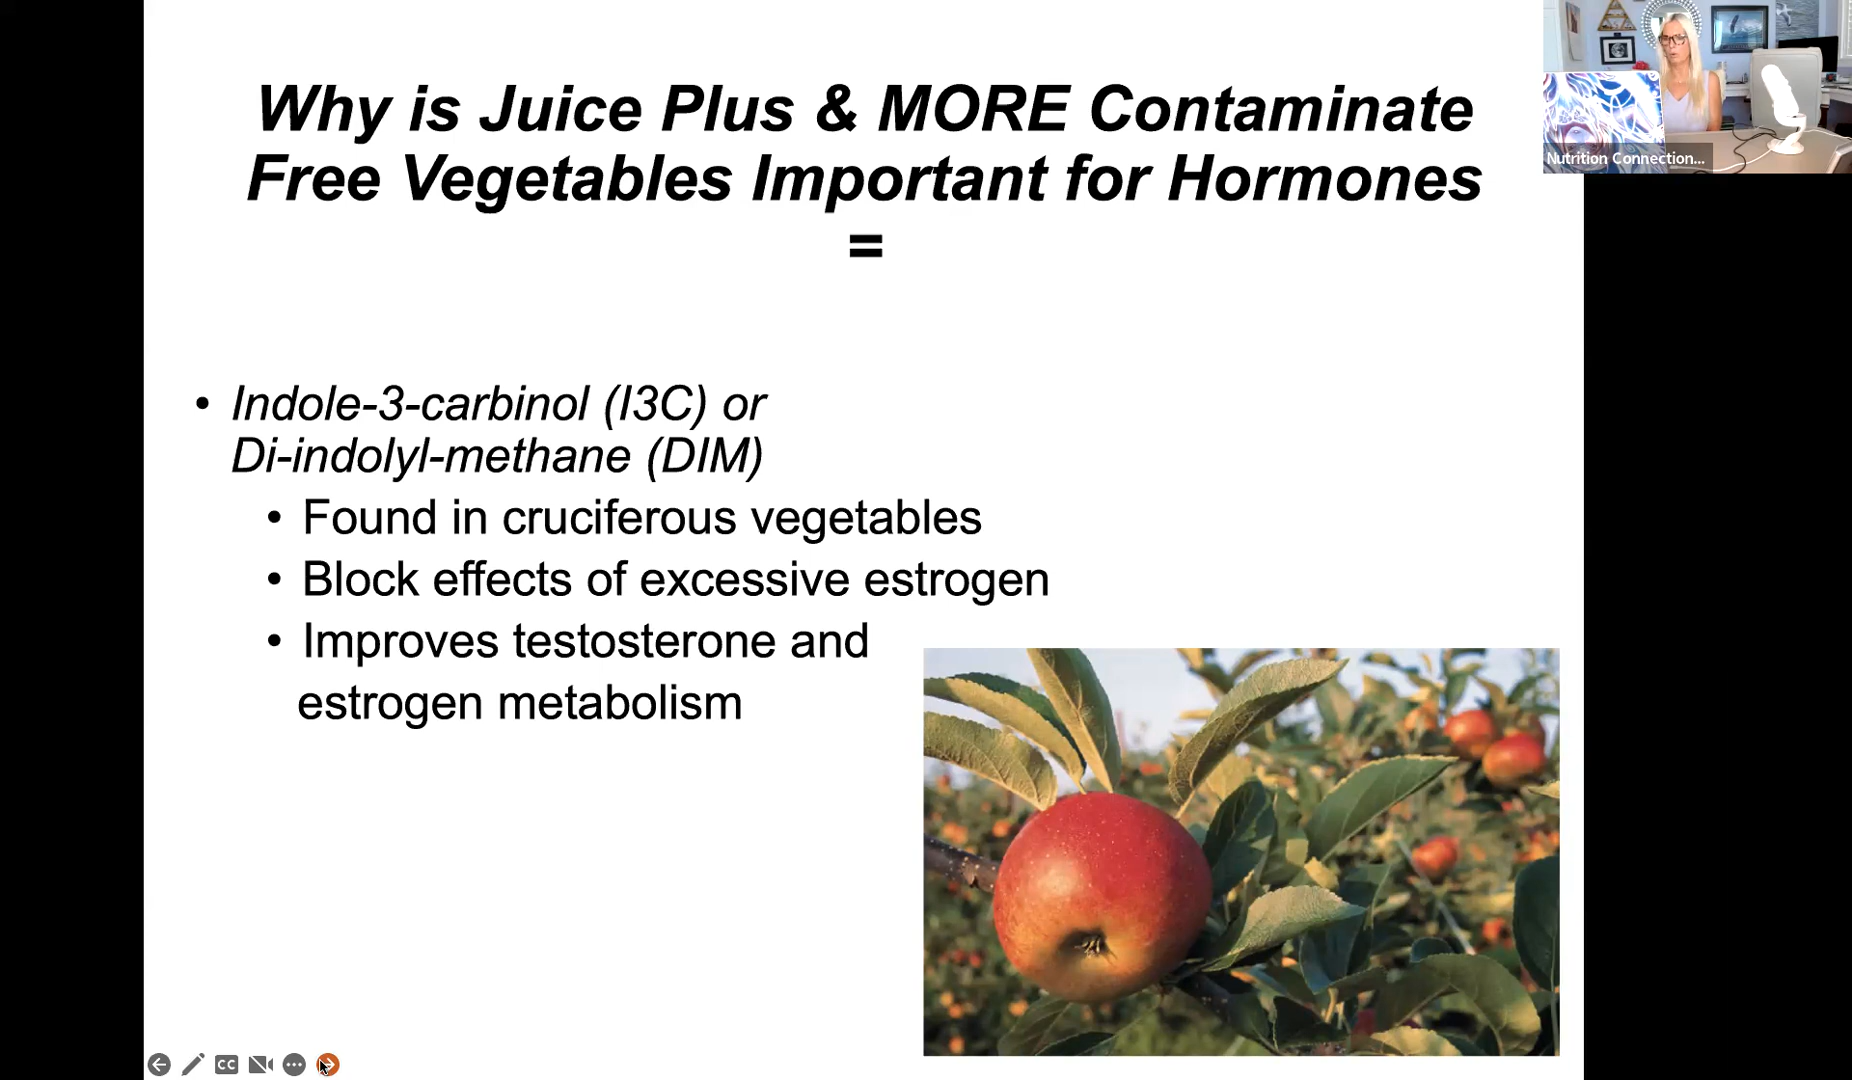 Why is Juice Plus & MORE Contaminate
Free Vegetables Important for Hormones
=
• Indole-3-carbinol (I3C) or
Di-indolyl-methane (DIM)
• Found in cruciferous vegetables
• Block effects of excessive estrogen
• Improves testosterone and
estrogen metabolism
Nutrition Connection...
CC